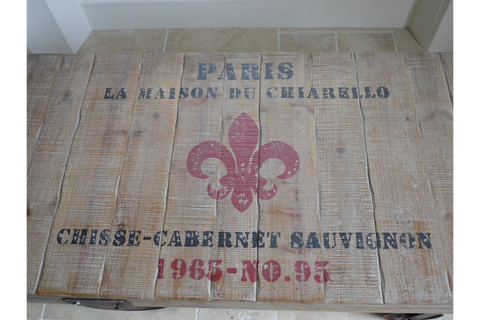 PARIS
LA MAISON DU CHIARELLO
CHISSE-CABERNET SAUVIGNON
1965-NO.95